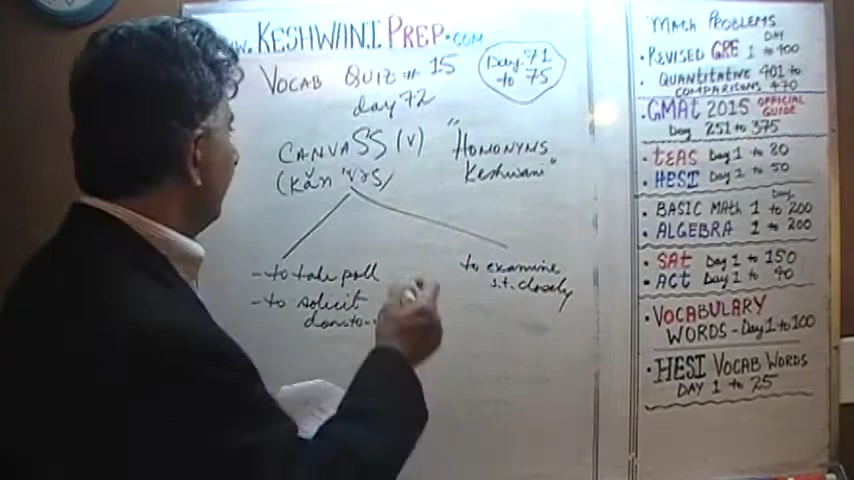 www.KESHWANIPREP.COM
VOCAB QUIZ # 15
day 72
Day 71
to 75
CANVASS (V)
(kăn'vəs)
"HOMONYMS
Keshwani"
- to take poll
- to solicit
to examine
s.t. closely
MATH PROBLEMS
DAY
• REVISED GRE 1 to 400
• QUANTITATIVE 401 to
COMPARISONS 470
• GMAT 2015 OFFICIAL
GUIDE
Day 251 to 375
• TEAS Day 1 to 80
• HESI Day 1 to 50
Day
• BASIC MATH 1 to 200
• ALGEBRA 1 to 200
• SAT Day 1 to 150
• ACT Day 1 to 40
• VOCABULARY
WORDS - Day 1 to 100
• HESI VOCAB WORDS
DAY 1 to 25